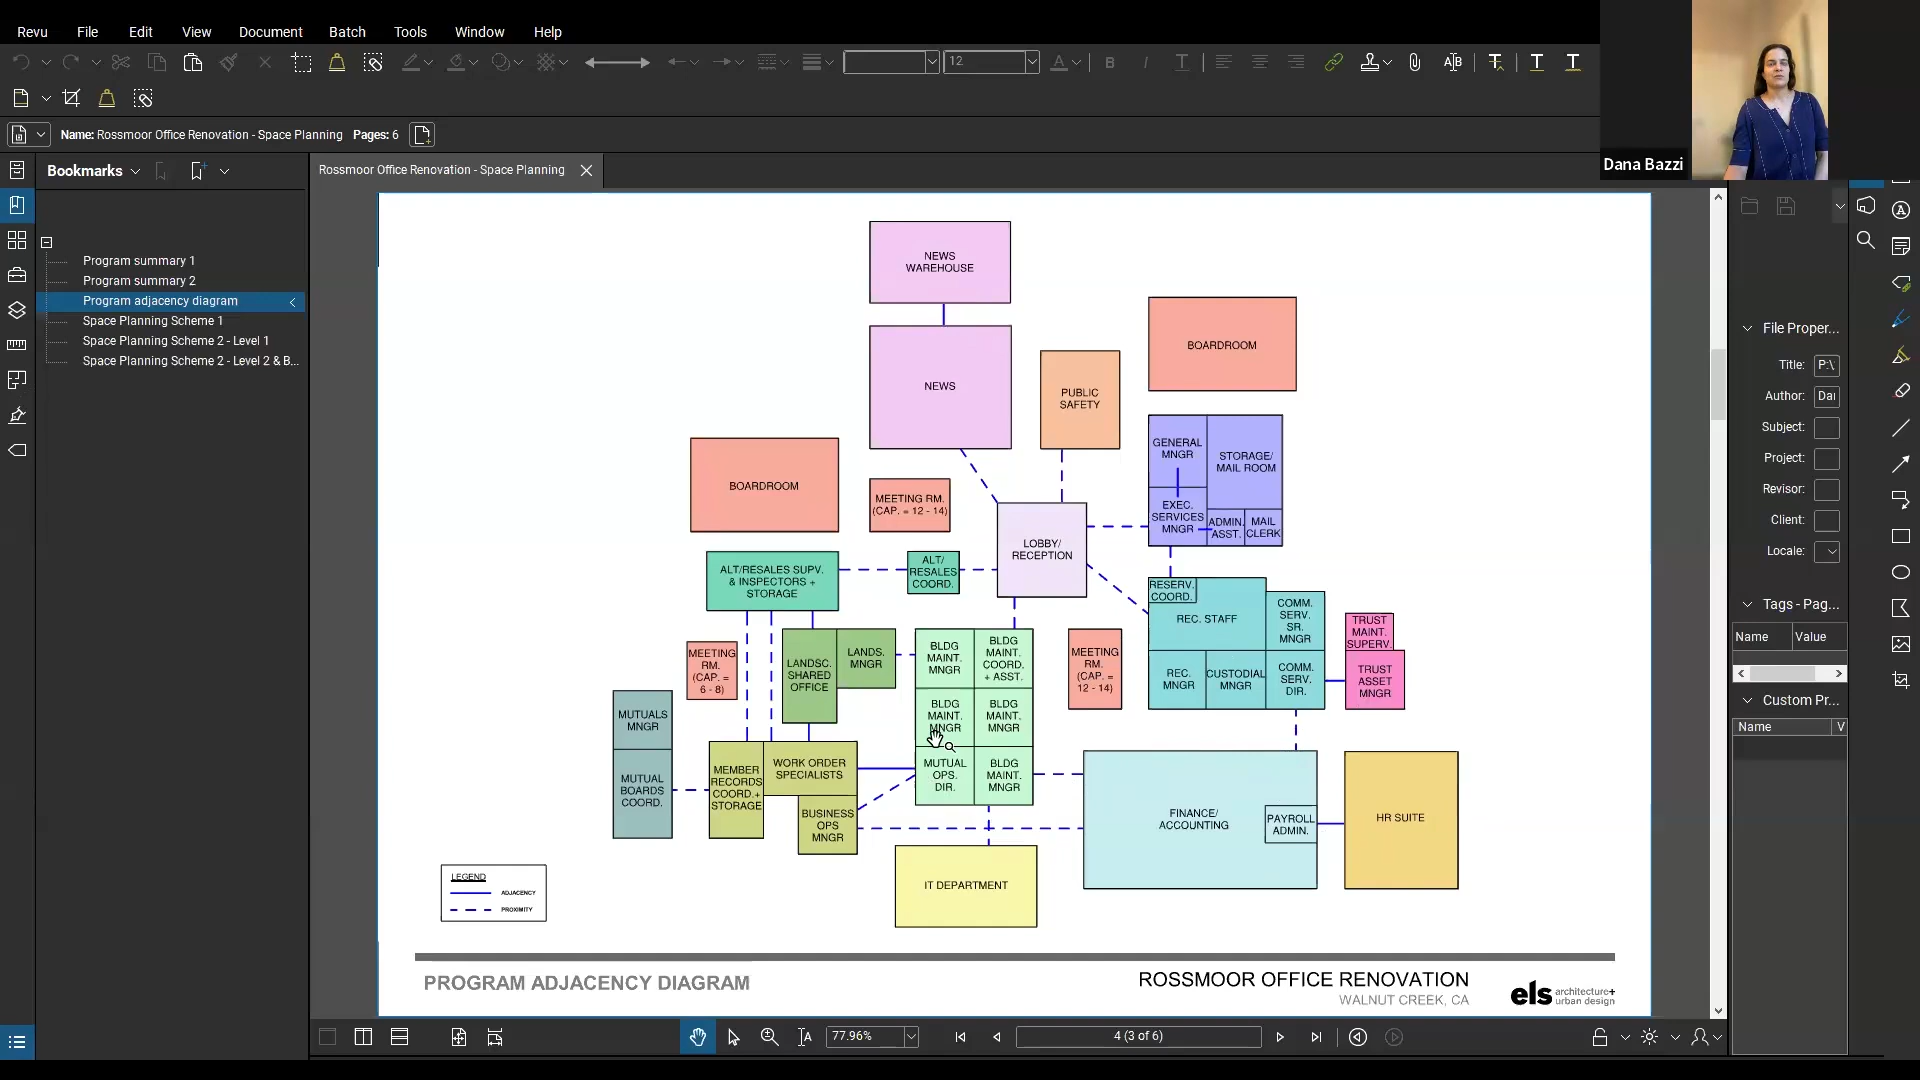 Revu File Edit View Document Batch Tools Window Help
12
Name: Rossmoor Office Renovation - Space Planning Pages: 6
Dana Bazzi
Bookmarks
Rossmoor Office Renovation - Space Planning
Program summary 1
Program summary 2
Program adjacency diagram
Space Planning Scheme 1
Space Planning Scheme 2 - Level 1
Space Planning Scheme 2 - Level 2 & B...
NEWS
WAREHOUSE
NEWS
PUBLIC
SAFETY
BOARDROOM
BOARDROOM
MEETING RM.
(CAP. = 12 - 14)
GENERAL
MNGR
STORAGE/
MAIL ROOM
EXEC.
SERVICES
MNGR
ADMIN.
ASST.
MAIL
CLERK
LOBBY/
RECEPTION
ALT/RESALES SUPV.
& INSPECTORS +
STORAGE
ALT/
RESALES
COORD.
RESERV.
COORD.
REC. STAFF
COMM.
SERV.
SR.
MNGR
TRUST
MAINT.
SUPERV.
MEETING
RM.
(CAP. =
6 - 8)
LANDSC.
SHARED
OFFICE
LANDS.
MNGR
BLDG
MAINT.
MNGR
BLDG
MAINT.
COORD.
+ ASST.
MEETING
RM.
(CAP. =
12 - 14)
REC.
MNGR
CUSTODIAL
MNGR
COMM.
SERV.
DIR.
TRUST
ASSET
MNGR
MUTUALS
MNGR
BLDG
MAINT.
MNGR
BLDG
MAINT.
MNGR
MUTUAL
BOARDS
COORD.
MEMBER
RECORDS
COORD.+
STORAGE
WORK ORDER
SPECIALISTS
MUTUAL
OPS.
DIR.
BLDG
MAINT.
MNGR
BUSINESS
OPS
MNGR
FINANCE/
ACCOUNTING
PAYROLL
ADMIN.
HR SUITE
IT DEPARTMENT
LEGEND
ADJACENCY
PROXIMITY
PROGRAM ADJACENCY DIAGRAM
ROSSMOOR OFFICE RENOVATION
WALNUT CREEK, CA
els architecture+
urban design
File Proper...
Title: P:\
Author: Dai
Subject:
Project:
Revisor:
Client:
Locale:
Tags - Pag...
Name Value
Custom Pr...
Name V
77.96%
4 (3 of 6)